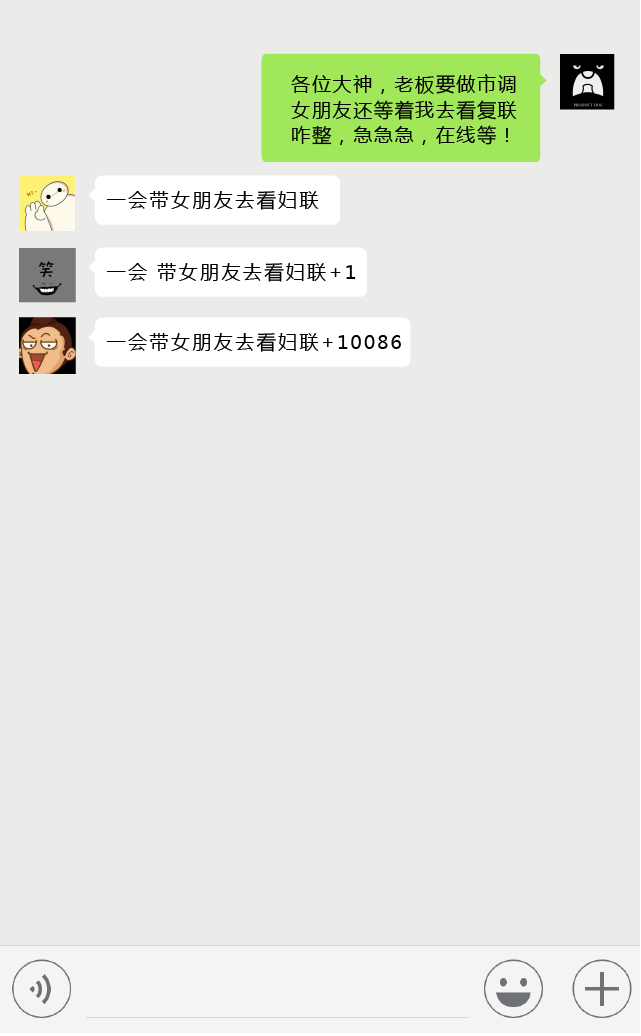 各位大神，老板要做市调
女朋友还等着我去看复联
咋整，急急急，在线等！
PRODUCT DOG
一会带女朋友去看妇联
一会 带女朋友去看妇联+1
笑
一会带女朋友去看妇联+10086